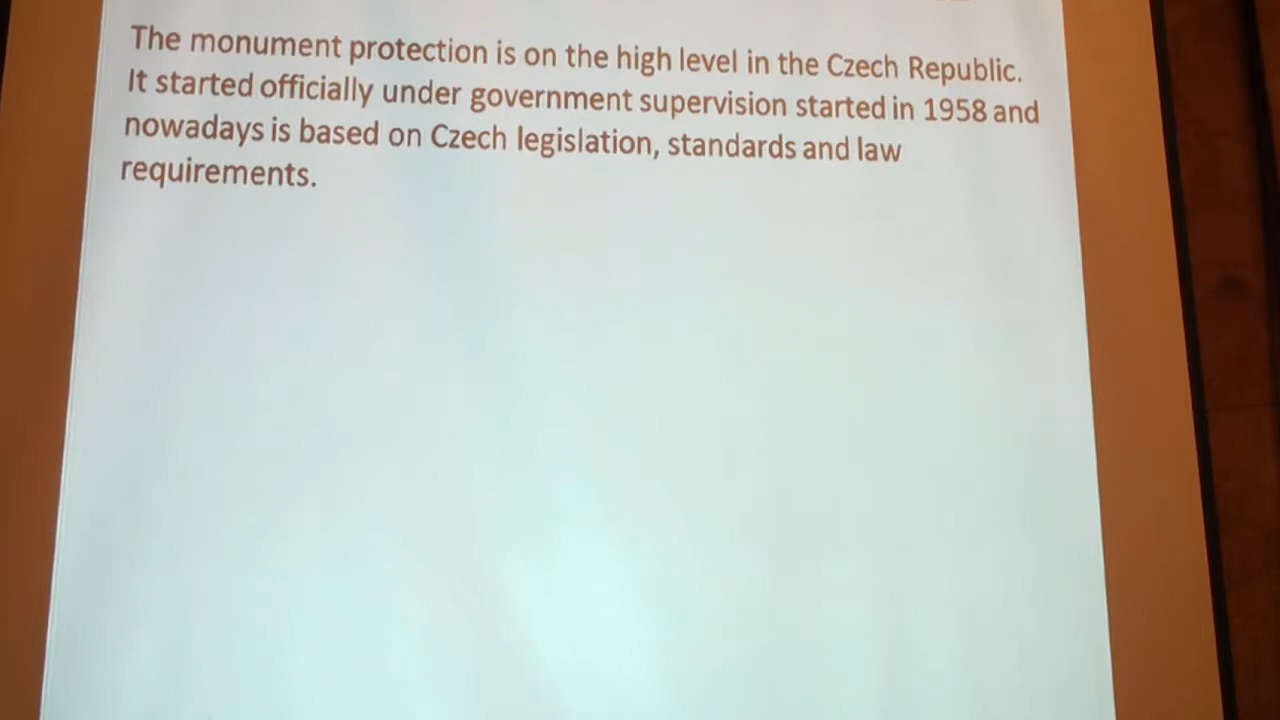 The monument protection is on the high level in the Czech Republic.
It started officially under government supervision started in 1958 and
nowadays is based on Czech legislation, standards and law
requirements.